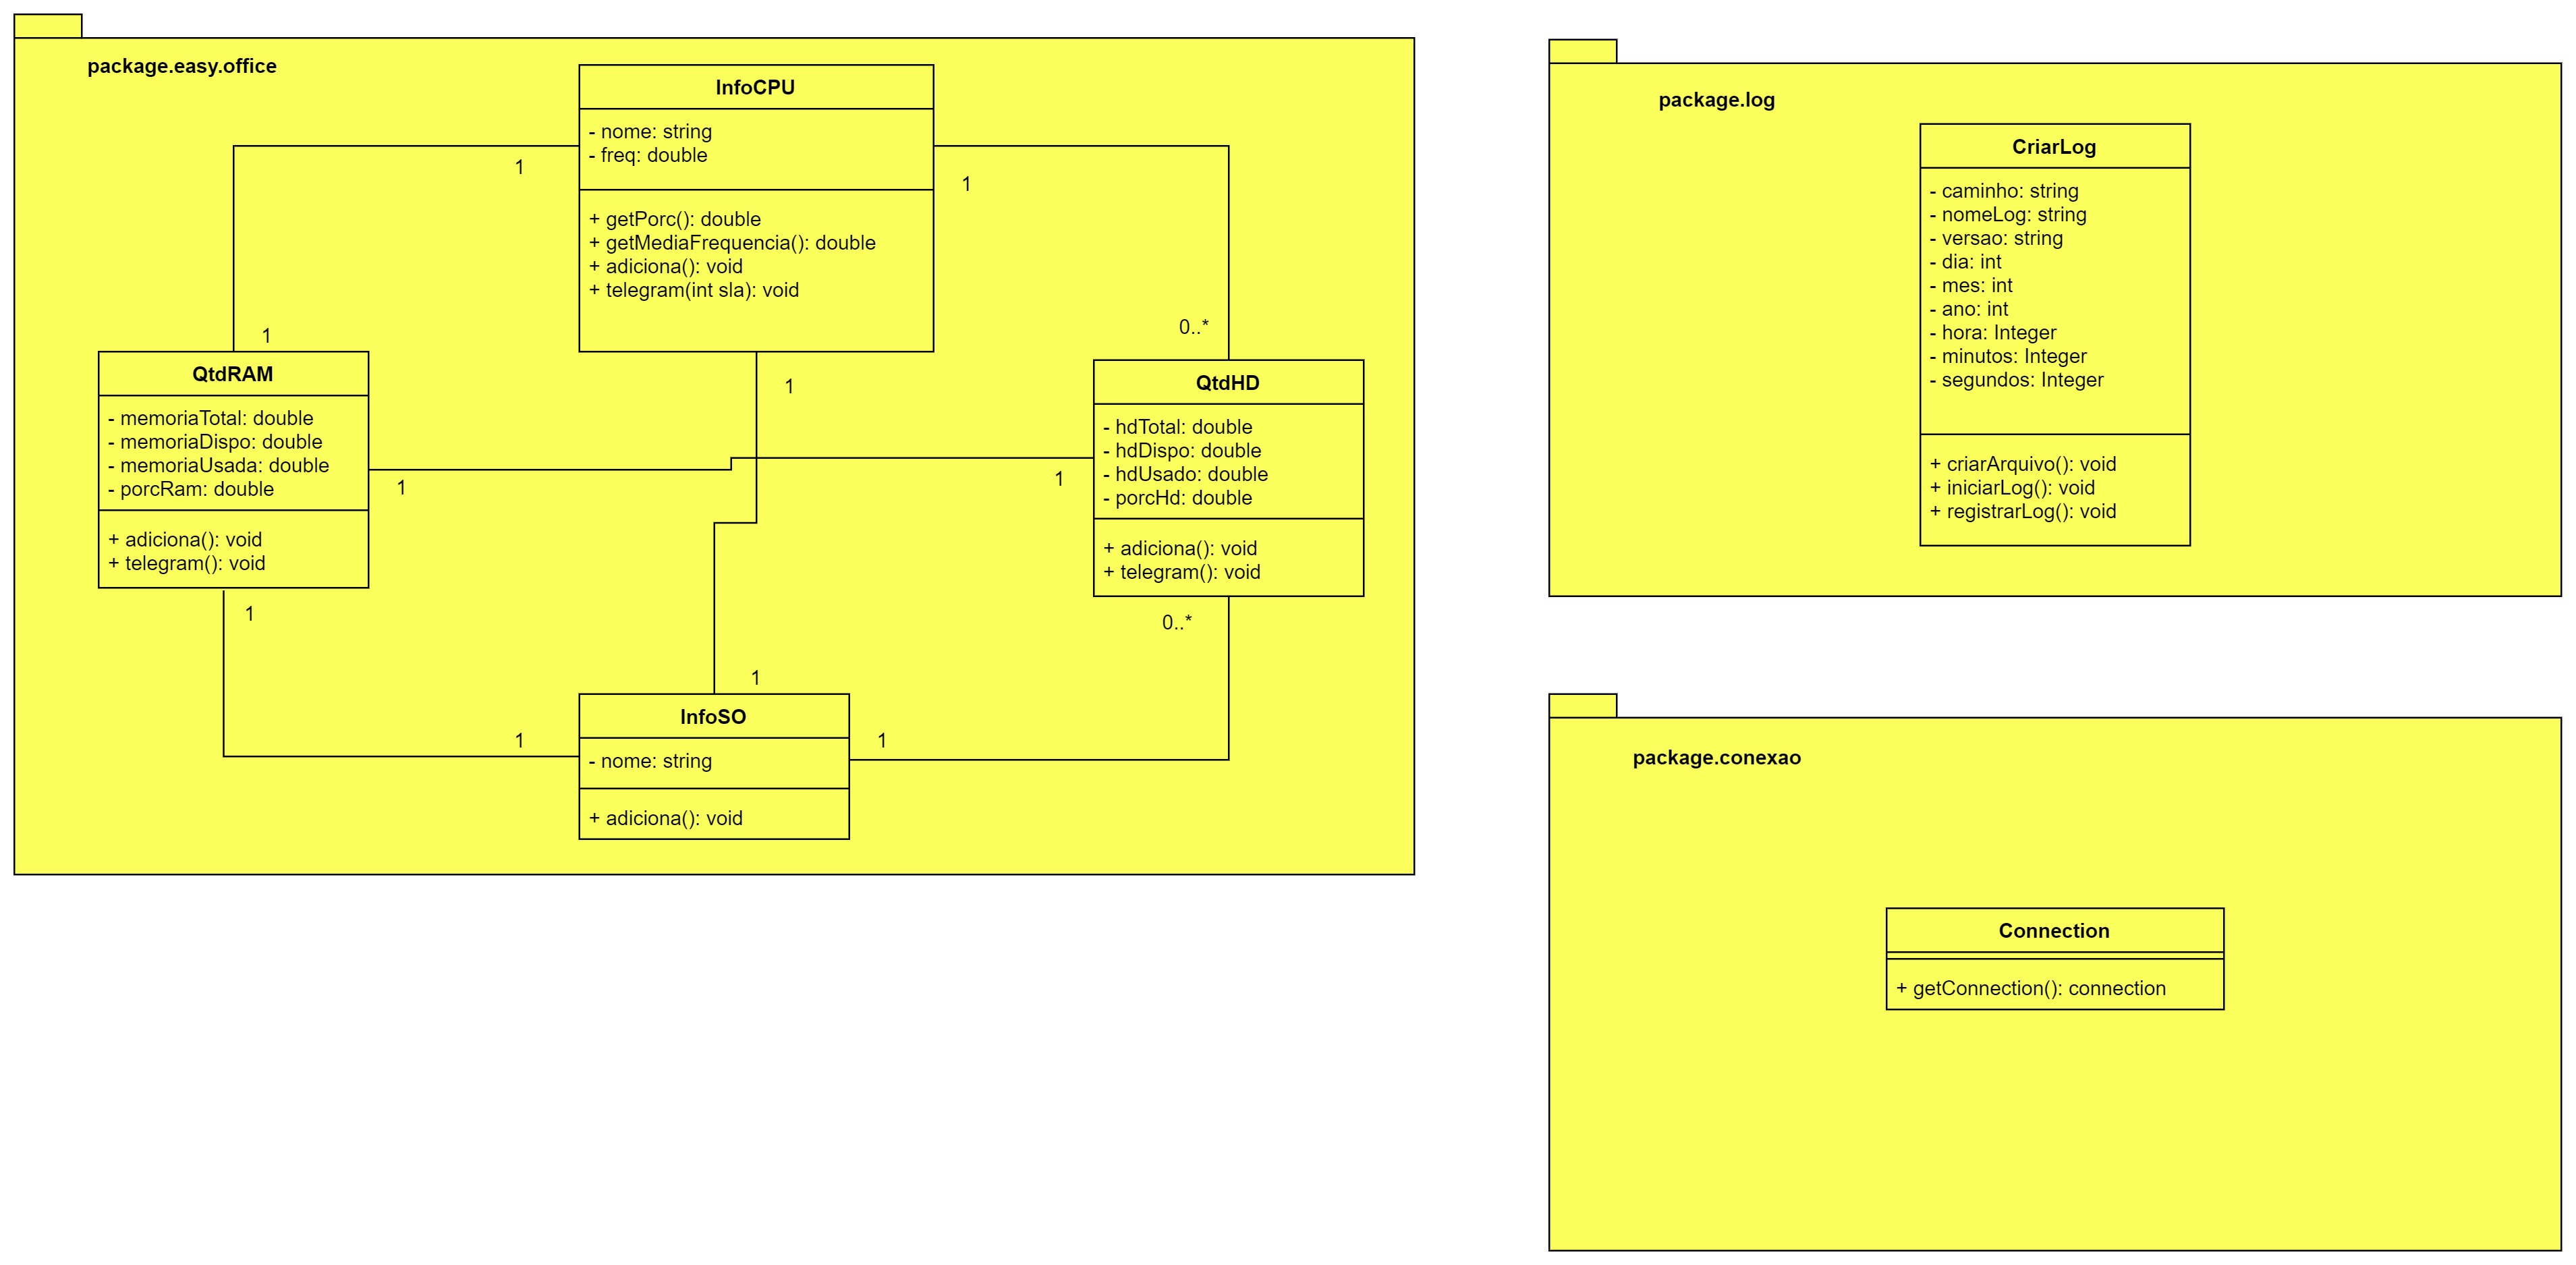 package.easy.office
InfoCPU
- nome: string
- freq: double
+ getPorc(): double
+ getMediaFrequencia(): double
+ adiciona(): void
+ telegram(int sla): void
1
1
1
0..*
1
QtdRAM
- memoriaTotal: double
- memoriaDispo: double
- memoriaUsada: double
- porcRam: double
+ adiciona(): void
+ telegram(): void
1
1
QtdHD
- hdTotal: double
- hdDispo: double
- hdUsado: double
- porcHd: double
+ adiciona(): void
+ telegram(): void
1
0..*
1
1
1
InfoSO
- nome: string
+ adiciona(): void
package.log
CriarLog
- caminho: string
- nomeLog: string
- versao: string
- dia: int
- mes: int
- ano: int
- hora: Integer
- minutos: Integer
- segundos: Integer
+ criarArquivo(): void
+ iniciarLog(): void
+ registrarLog(): void
package.conexao
Connection
+ getConnection(): connection